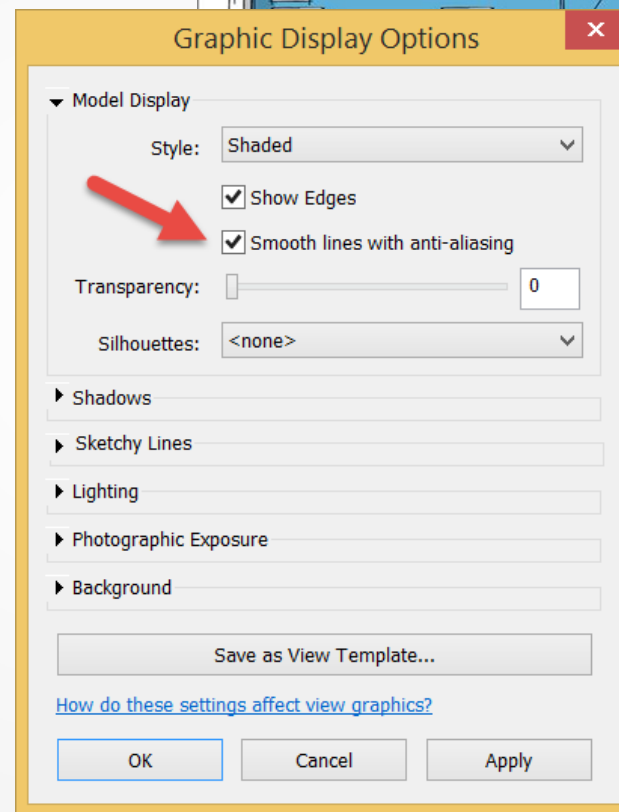 Graphic Display Options
Model Display
Style: Shaded
Show Edges
Smooth lines with anti-aliasing
Transparency: 0
Silhouettes: <none>
Shadows
Sketchy Lines
Lighting
Photographic Exposure
Background
Save as View Template...
How do these settings affect view graphics?
OK Cancel Apply